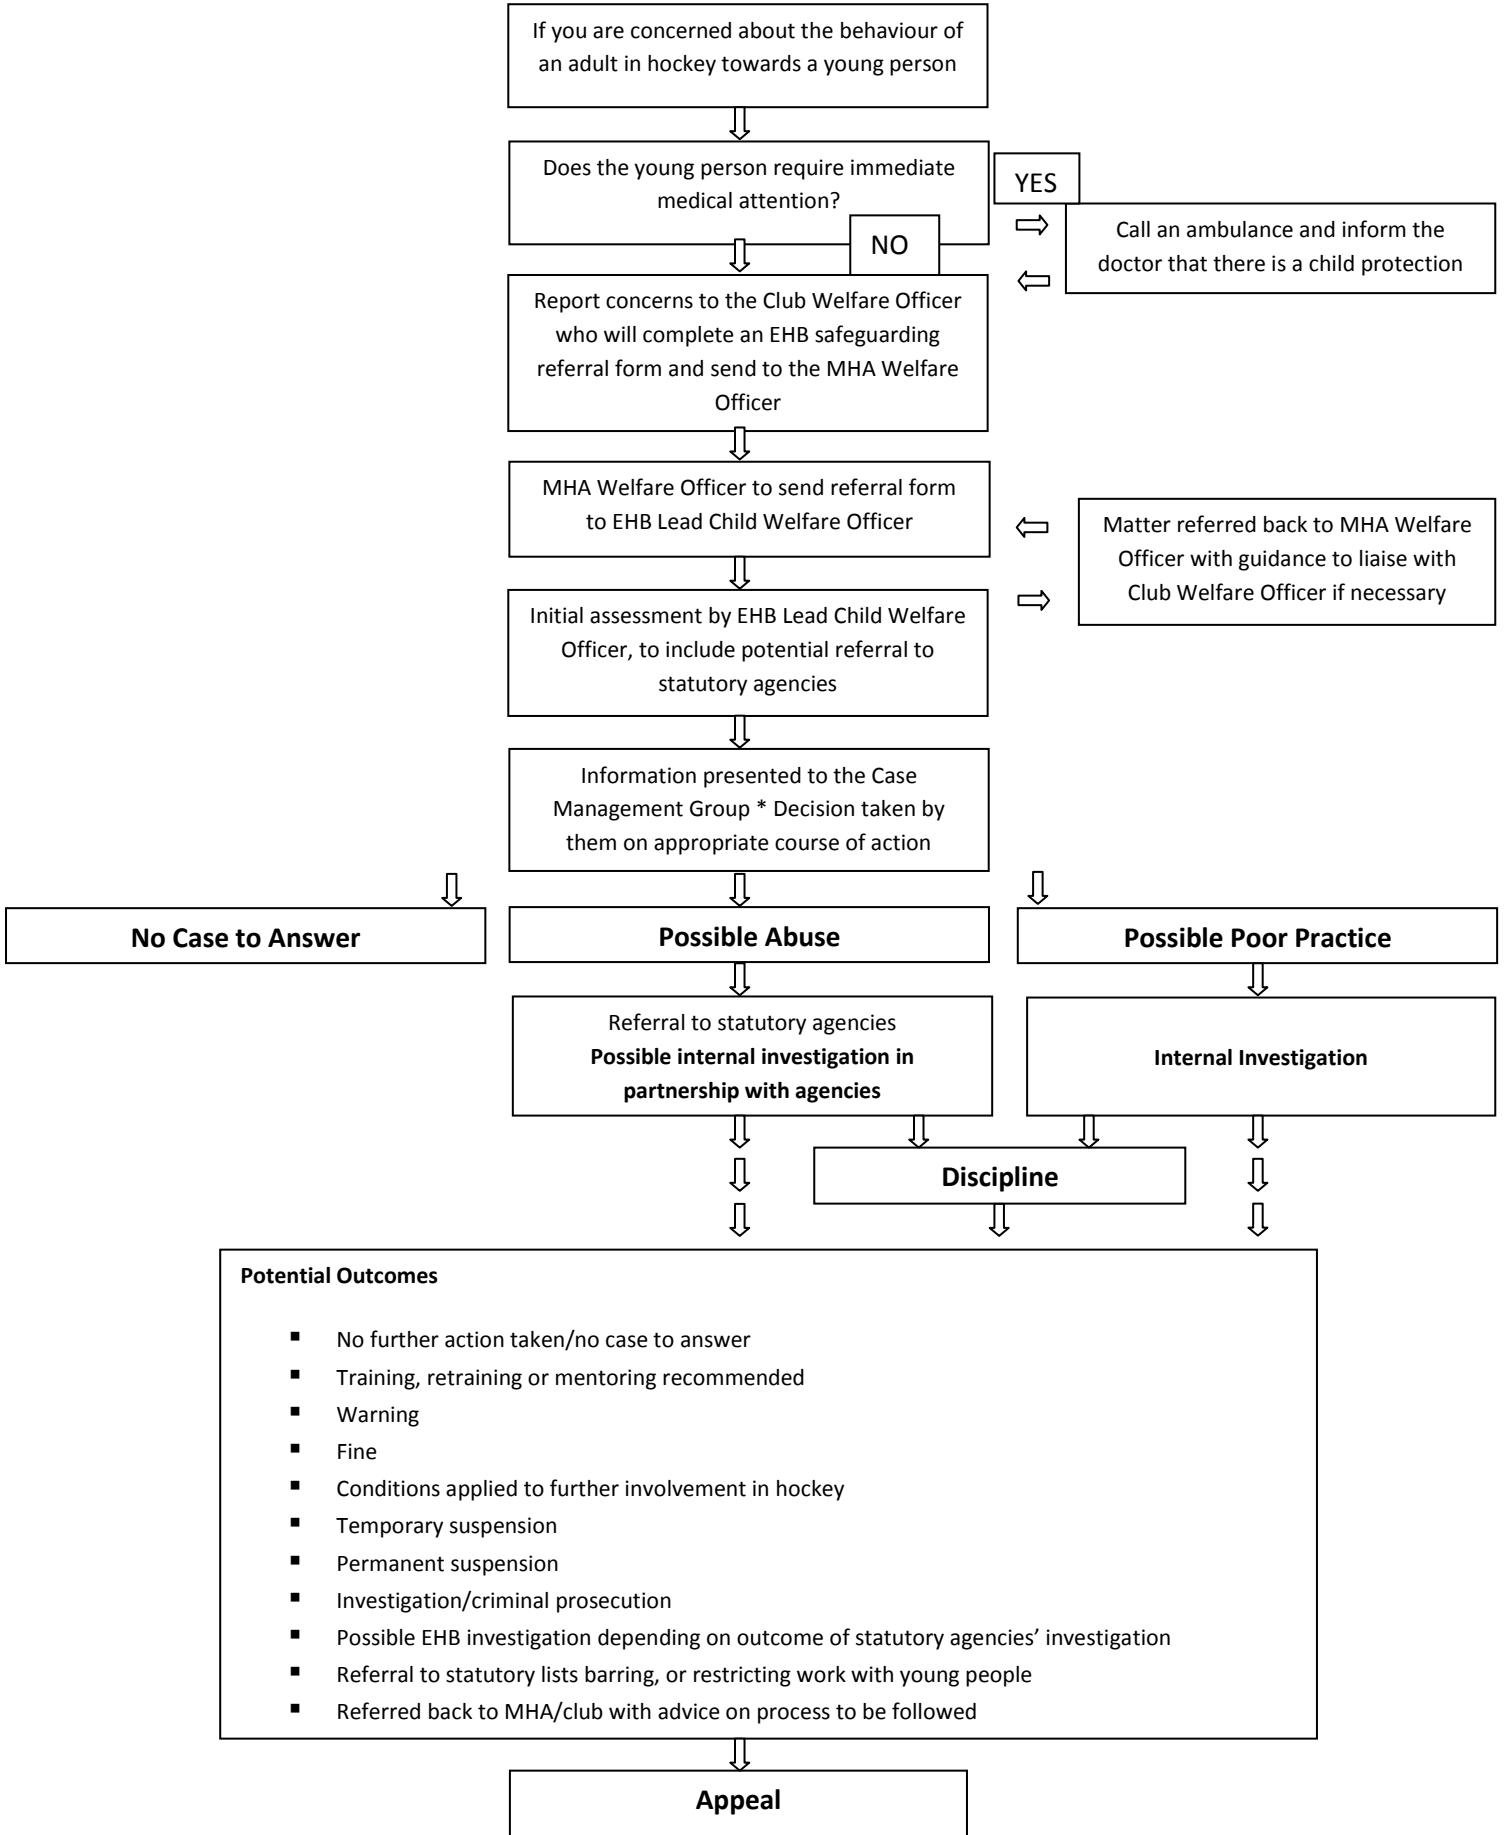 If you are concerned about the behaviour of
an adult in hockey towards a young person
Does the young person require immediate
medical attention?
YES
NO
Call an ambulance and inform the
doctor that there is a child protection
Report concerns to the Club Welfare Officer
who will complete an EHB safeguarding
referral form and send to the MHA Welfare
Officer
MHA Welfare Officer to send referral form
to EHB Lead Child Welfare Officer
Matter referred back to MHA Welfare
Officer with guidance to liaise with
Club Welfare Officer if necessary
Initial assessment by EHB Lead Child Welfare
Officer, to include potential referral to
statutory agencies
Information presented to the Case
Management Group * Decision taken by
them on appropriate course of action
No Case to Answer
Possible Abuse
Possible Poor Practice
Referral to statutory agencies
Possible internal investigation in
partnership with agencies
Internal Investigation
Discipline
Potential Outcomes
▪ No further action taken/no case to answer
▪ Training, retraining or mentoring recommended
▪ Warning
▪ Fine
▪ Conditions applied to further involvement in hockey
▪ Temporary suspension
▪ Permanent suspension
▪ Investigation/criminal prosecution
▪ Possible EHB investigation depending on outcome of statutory agencies’ investigation
▪ Referral to statutory lists barring, or restricting work with young people
▪ Referred back to MHA/club with advice on process to be followed
Appeal